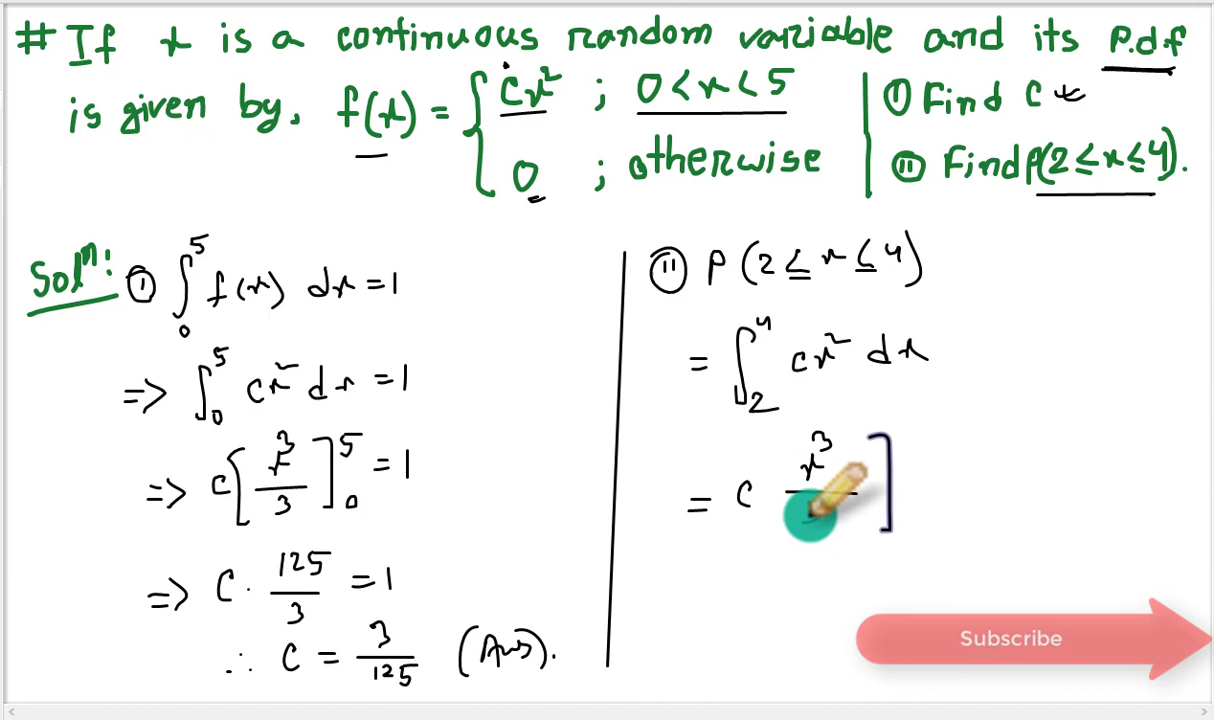 # If x is a continuous random variable and its P.d.f
is given by, f(x) = { cx² ; 0<x<5
0 ; otherwise
(i) Find C
(ii) Find P(2≤x≤4).
Solⁿ: (i) ∫₀⁵ f(x) dx = 1
=> ∫₀⁵ cx² dx = 1
=> c[x³/3]₀⁵ = 1
=> C · 125/3 = 1
∴ C = 3/125 (Ans).
(ii) P(2≤x≤4)
= ∫₂⁴ cx² dx
= C x³ ]
Subscribe